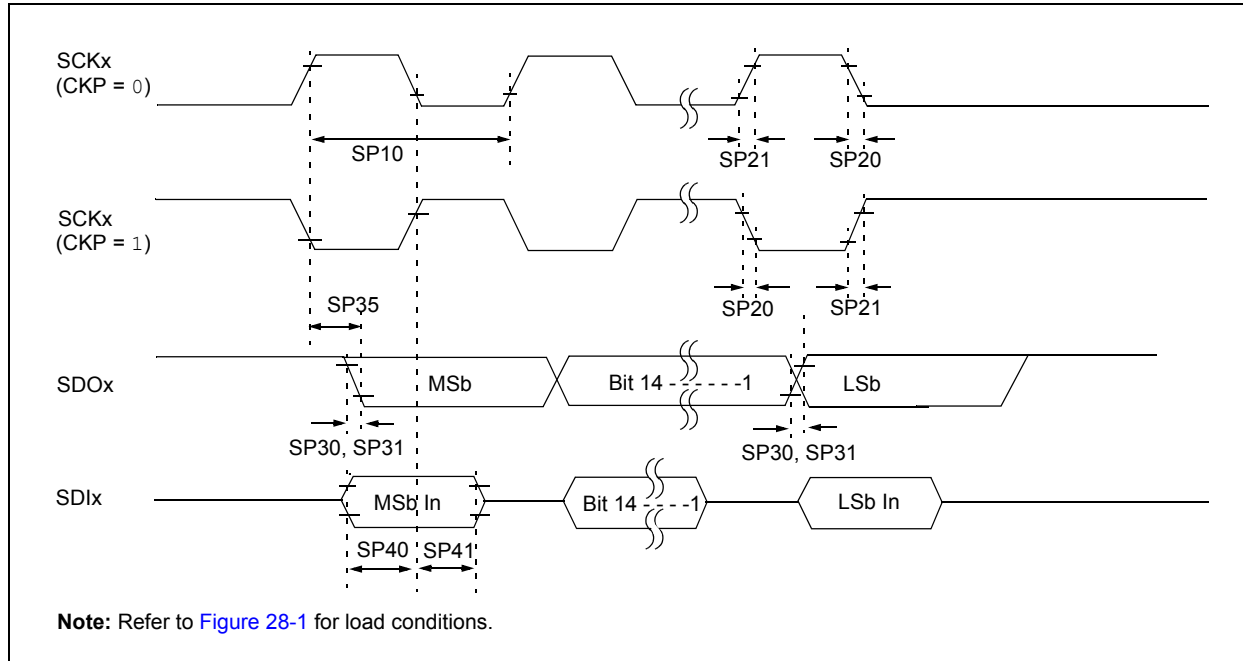 SCKx
(CKP = 0)
SP10
SP21
SP20
SCKx
(CKP = 1)
SP35
SP20
SP21
SDOx
MSb
Bit 14 - - - - - -1
LSb
SP30, SP31
SP30, SP31
SDIx
MSb In
Bit 14 - - - -1
LSb In
SP40
SP41
Note: Refer to Figure 28-1 for load conditions.